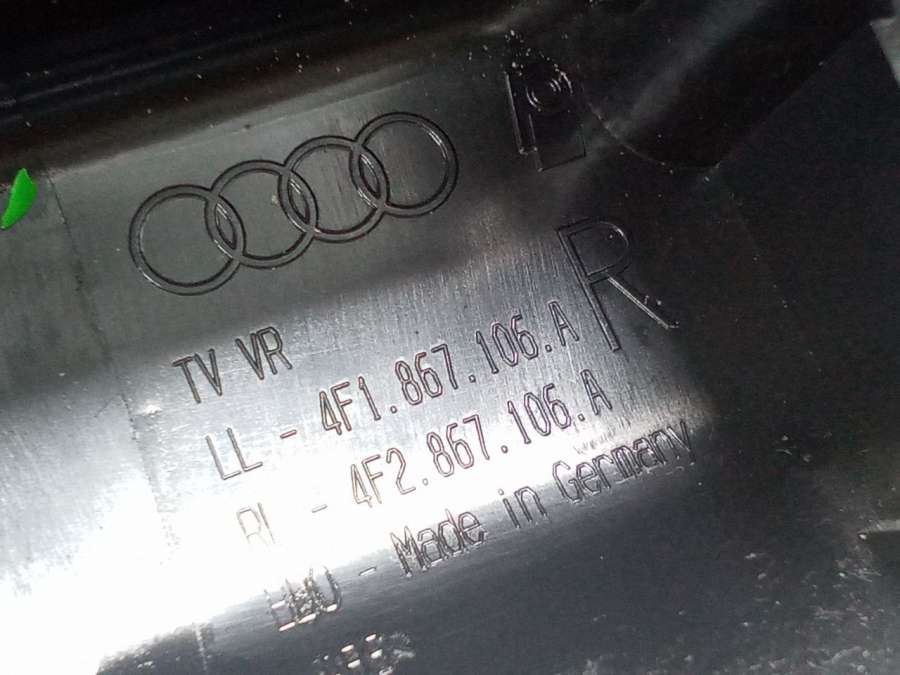 R
TV VR
LL - 4F1.867.106.A
RL - 4F2.867.106.A
- Made in Germany